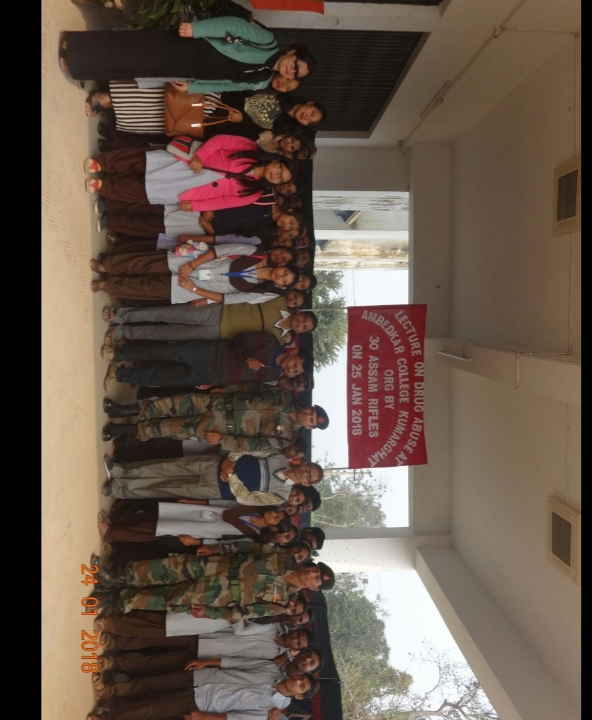 LECTURE ON DRUG ABUSE AT
AMBEDKAR COLLEGE KUMARGHAT
ORG BY
30 ASSAM RIFLES
ON 25 JAN 2018
24 01 2018